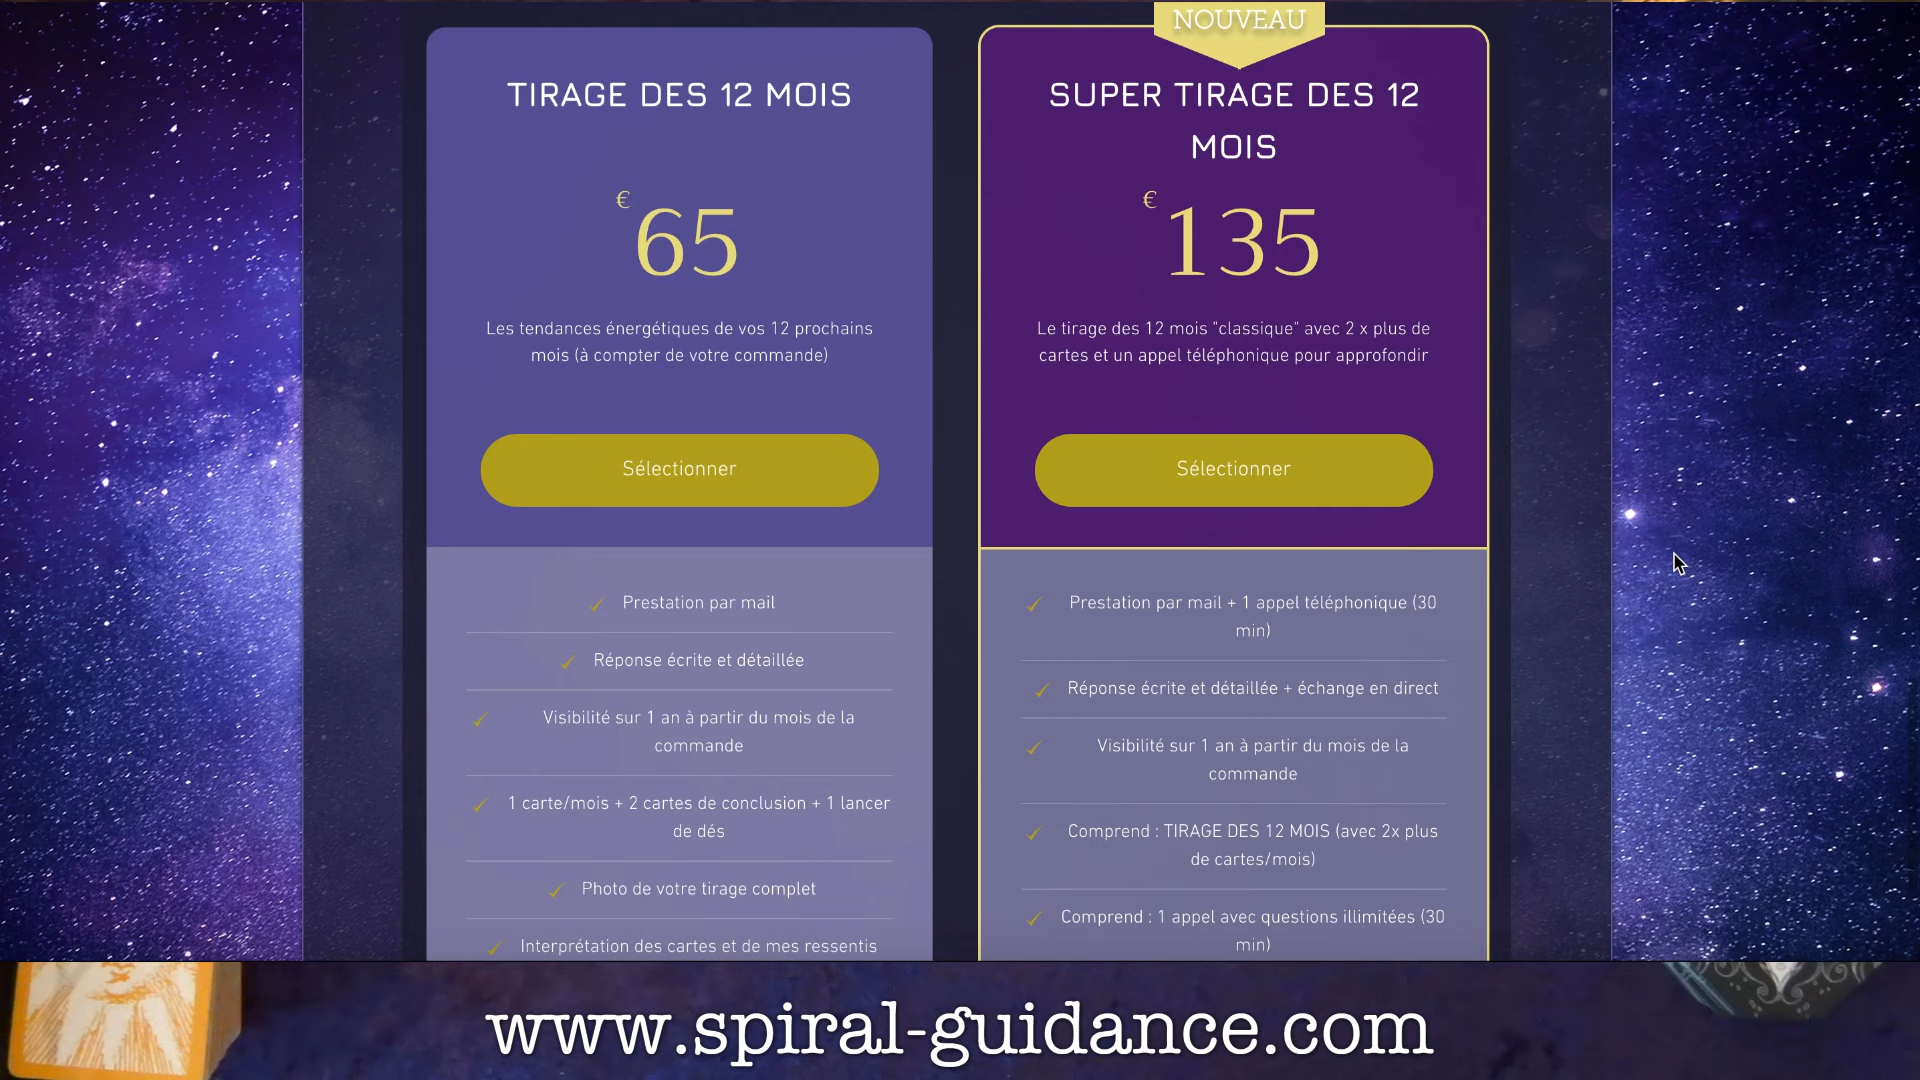 NOUVEAU
TIRAGE DES 12 MOIS
€
65
Les tendances énergétiques de vos 12 prochains
mois (à compter de votre commande)
Sélectionner
Prestation par mail
Réponse écrite et détaillée
Visibilité sur 1 an à partir du mois de la
commande
1 carte/mois + 2 cartes de conclusion + 1 lancer
de dés
Photo de votre tirage complet
Interprétation des cartes et de mes ressentis
SUPER TIRAGE DES 12
MOIS
€
135
Le tirage des 12 mois "classique" avec 2 x plus de
cartes et un appel téléphonique pour approfondir
Sélectionner
Prestation par mail + 1 appel téléphonique (30
min)
Réponse écrite et détaillée + échange en direct
Visibilité sur 1 an à partir du mois de la
commande
Comprend : TIRAGE DES 12 MOIS (avec 2x plus
de cartes/mois)
Comprend : 1 appel avec questions illimitées (30
min)
www.spiral-guidance.com